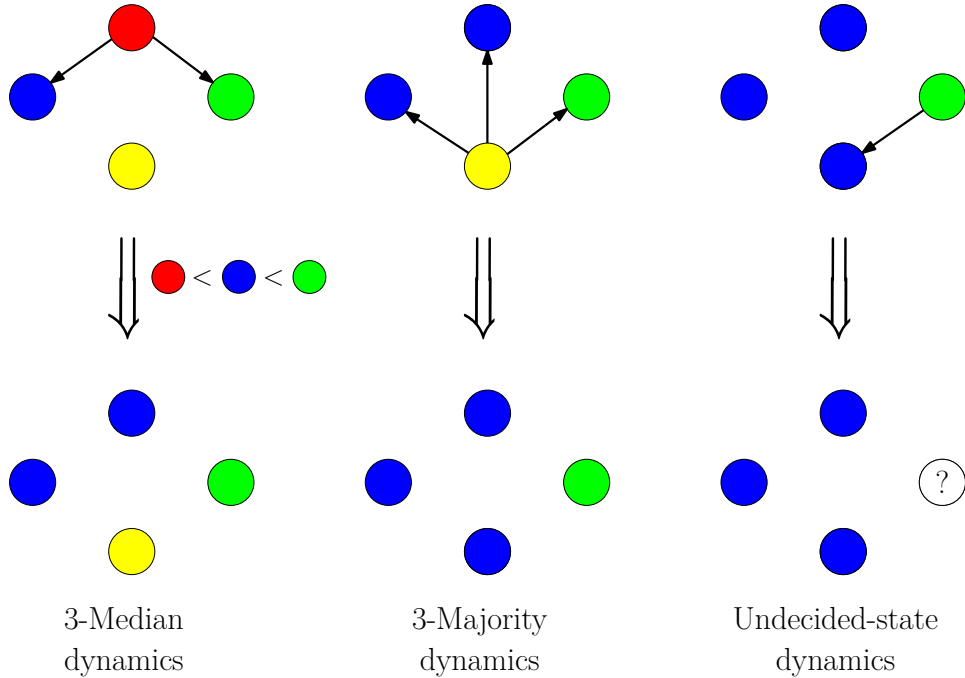 < <
?
3-Median
dynamics
3-Majority
dynamics
Undecided-state
dynamics